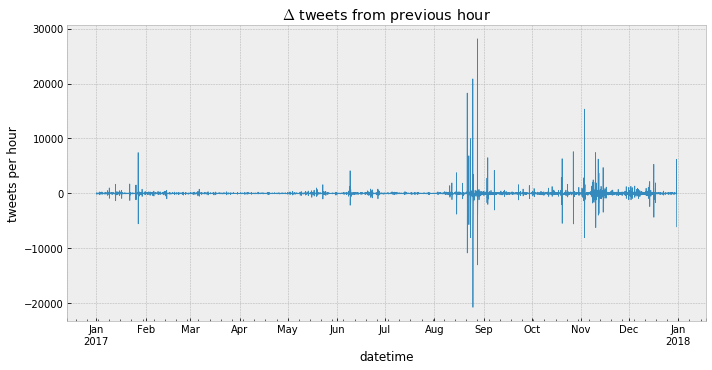 Δ tweets from previous hour
30000
20000
10000
0
−10000
−20000
tweets per hour
Jan Feb Mar Apr May Jun Jul Aug Sep Oct Nov Dec Jan
2017 2018
datetime